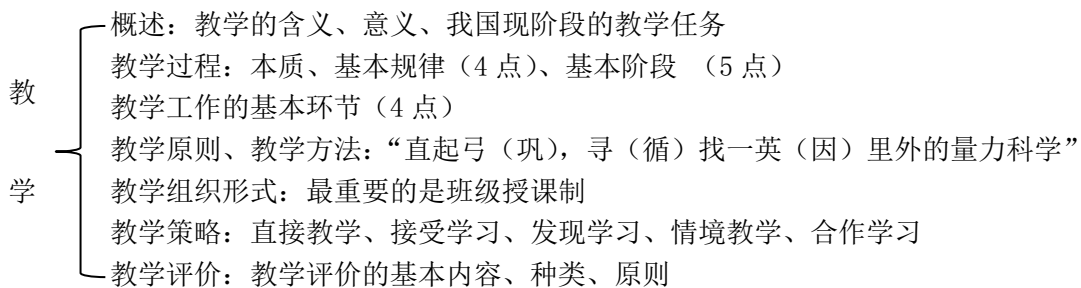 教学
概述：教学的含义、意义、我国现阶段的教学任务
教学过程：本质、基本规律（4 点）、基本阶段 （5 点）
教学工作的基本环节（4 点）
教学原则、教学方法：“直起弓（巩），寻（循）找一英（因）里外的量力科学”
教学组织形式：最重要的是班级授课制
教学策略：直接教学、接受学习、发现学习、情境教学、合作学习
教学评价：教学评价的基本内容、种类、原则